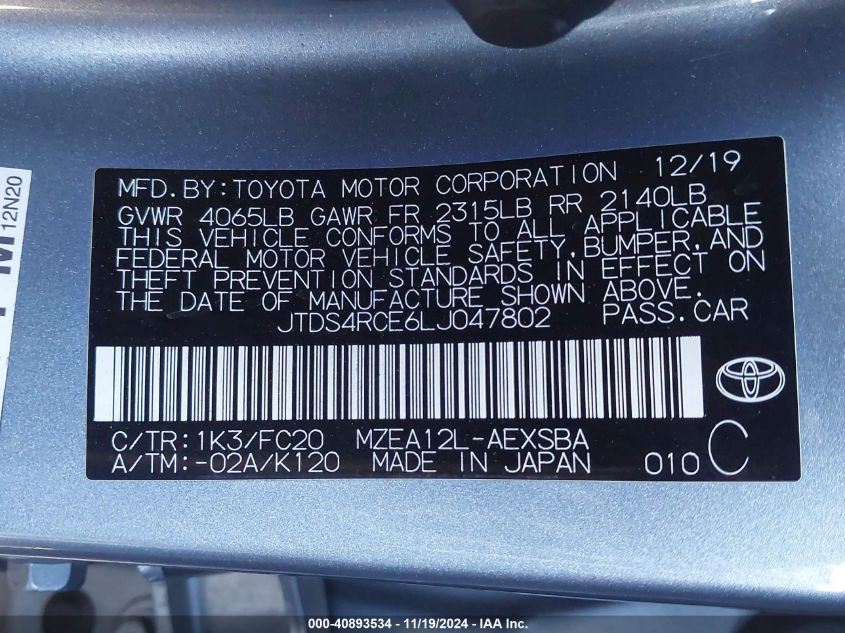 MFD. BY: TOYOTA MOTOR CORPORATION 12/19
GVWR 4065LB GAWR FR 2315LB RR 2140LB
THIS VEHICLE CONFORMS TO ALL APPLICABLE
FEDERAL MOTOR VEHICLE SAFETY, BUMPER, AND
THEFT PREVENTION STANDARDS IN EFFECT ON
THE DATE OF MANUFACTURE SHOWN ABOVE.
JTDS4RCE6LJ047802 PASS. CAR
C/TR: 1K3/FC20 MZEA12L-AEXSBA
A/TM: -02A/K120 MADE IN JAPAN 010 C
12N20
000-40893534 - 11/19/2024 - IAA Inc.